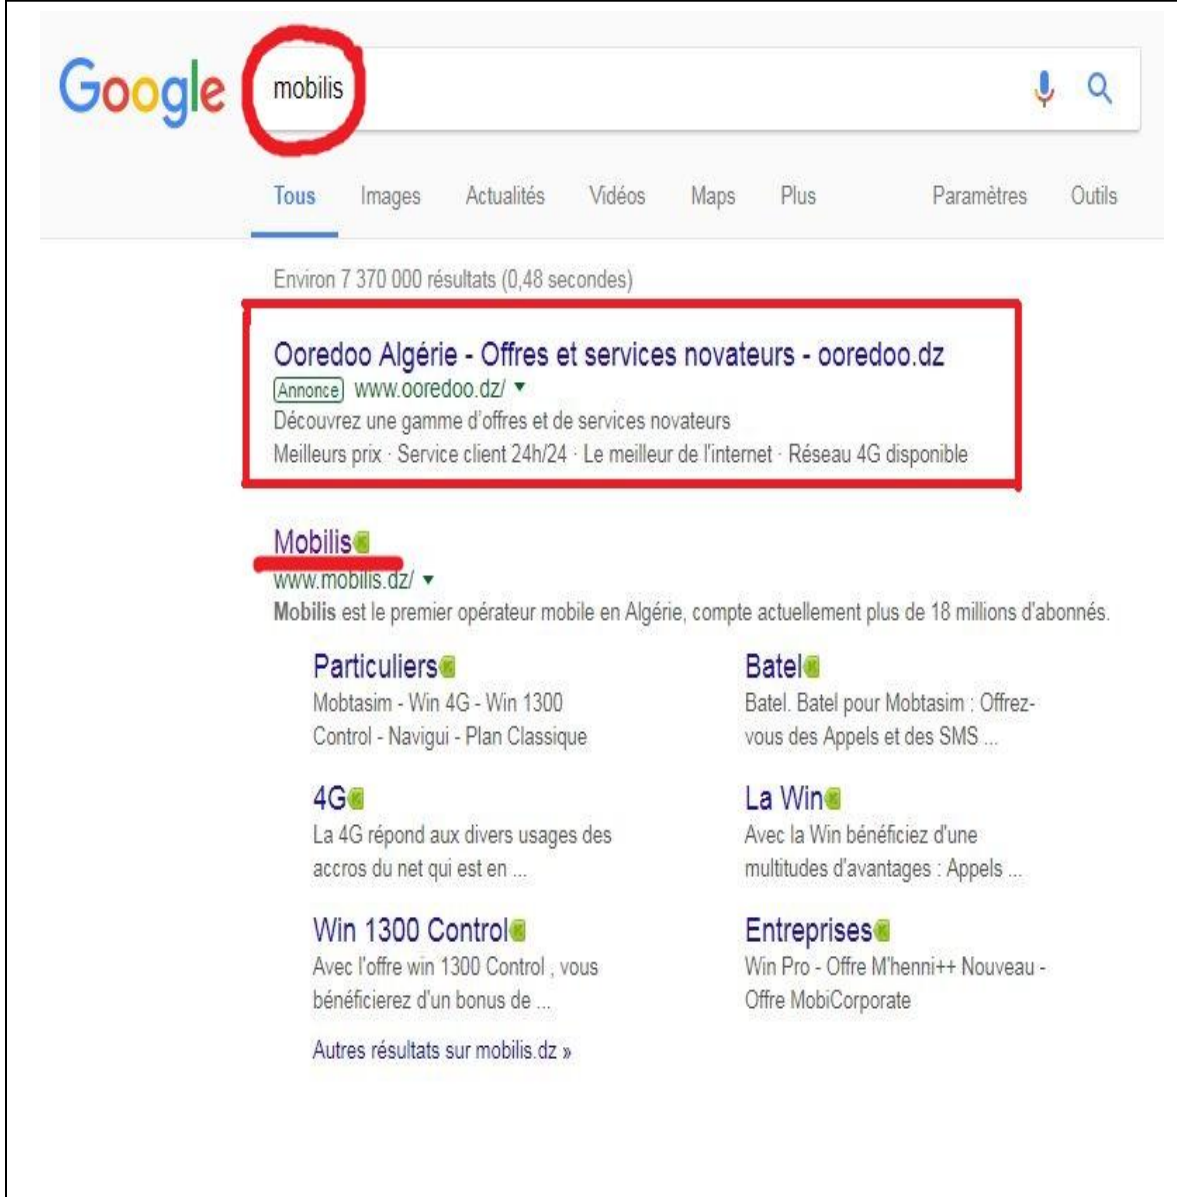 Google mobilis
Tous Images Actualités Vidéos Maps Plus Paramètres Outils
Environ 7 370 000 résultats (0,48 secondes)
Ooredoo Algérie - Offres et services novateurs - ooredoo.dz
Annonce www.ooredoo.dz/
Découvrez une gamme d'offres et de services novateurs
Meilleurs prix · Service client 24h/24 · Le meilleur de l'internet · Réseau 4G disponible
Mobilis
www.mobilis.dz/
Mobilis est le premier opérateur mobile en Algérie, compte actuellement plus de 18 millions d'abonnés.
Particuliers
Mobtasim - Win 4G - Win 1300
Control - Navigui - Plan Classique
Batel
Batel. Batel pour Mobtasim : Offrez-
vous des Appels et des SMS ...
4G
La 4G répond aux divers usages des
accros du net qui est en ...
La Win
Avec la Win bénéficiez d'une
multitudes d'avantages : Appels ...
Win 1300 Control
Avec l'offre win 1300 Control , vous
bénéficierez d'un bonus de ...
Entreprises
Win Pro - Offre M'henni++ Nouveau -
Offre MobiCorporate
Autres résultats sur mobilis.dz »